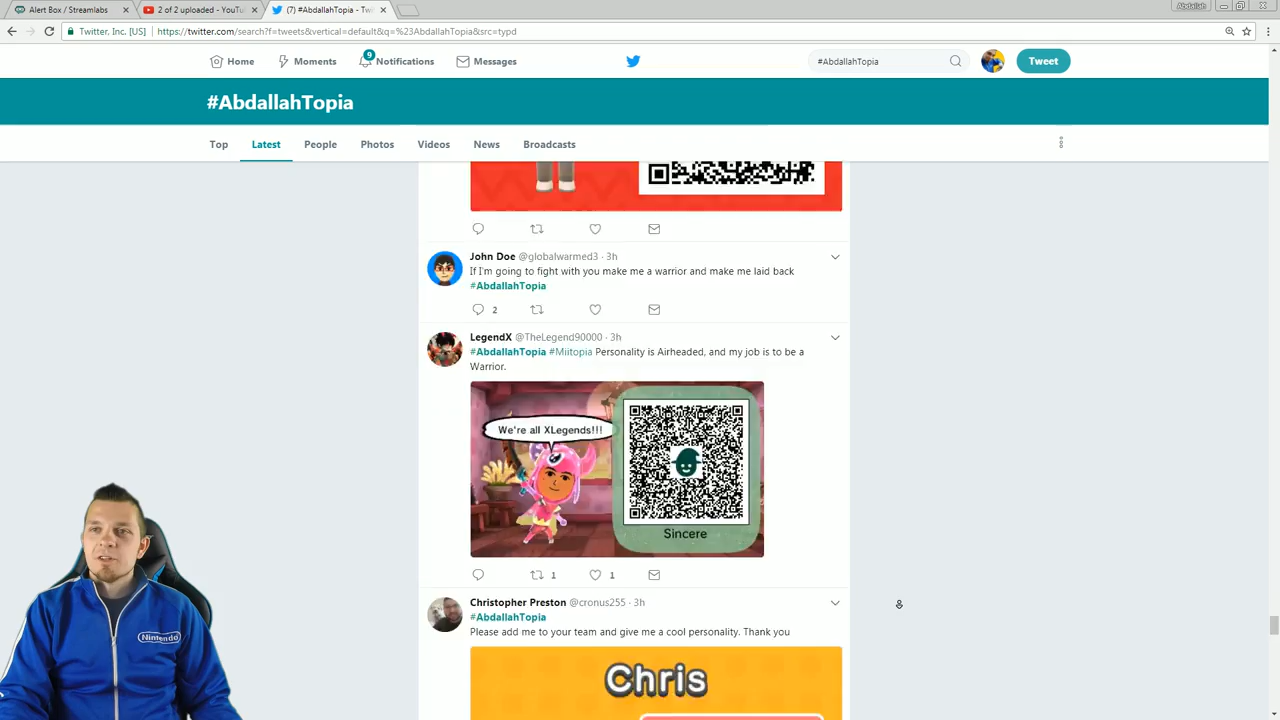 Alert Box / Streamlabs
2 of 2 uploaded - YouTu
(7) #AbdallahTopia - Tw
Abdallah
Twitter, Inc. [US]
https://twitter.com/search?f=tweets&vertical=default&q=%23AbdallahTopia&src=typd
Home
Moments
9
Notifications
Messages
#AbdallahTopia
Tweet
#AbdallahTopia
Top
Latest
People
Photos
Videos
News
Broadcasts
John Doe @globalwarmed3 · 3h
If I'm going to fight with you make me a warrior and make me laid back
#AbdallahTopia
2
LegendX @TheLegend90000 · 3h
#AbdallahTopia #Miitopia Personality is Airheaded, and my job is to be a
Warrior.
We're all XLegends!!!
Sincere
1
1
Christopher Preston @cronus255 · 3h
#AbdallahTopia
Please add me to your team and give me a cool personality. Thank you
Chris
Nintendo